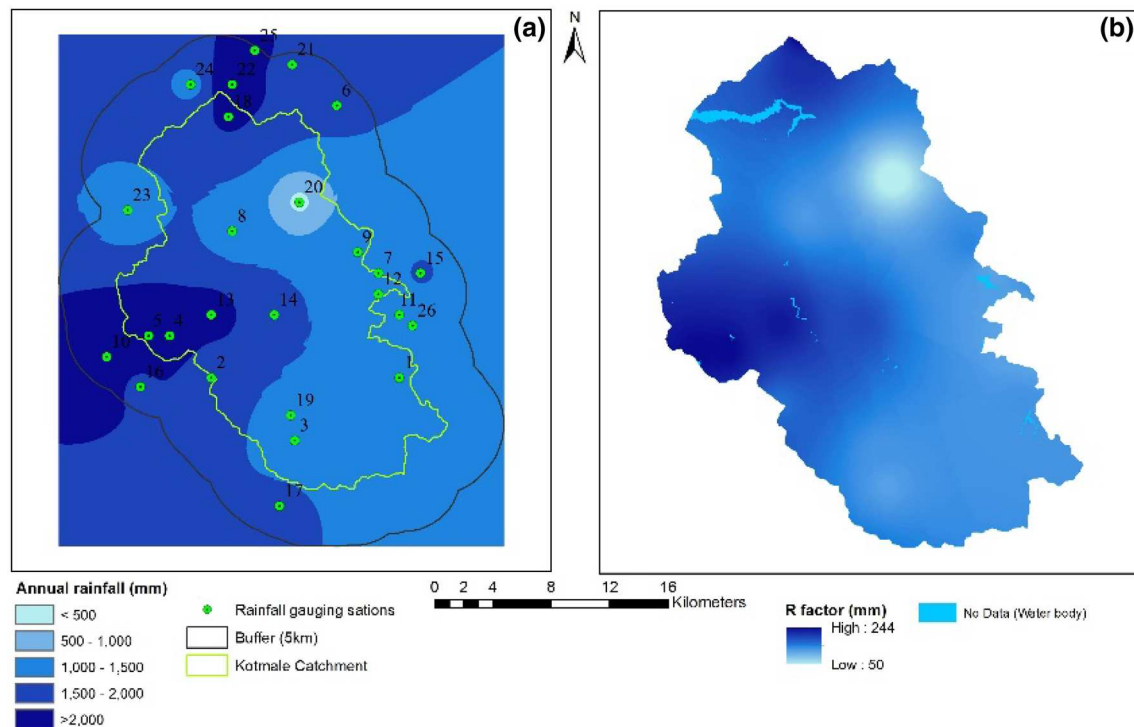 (a)
N
(b)
25
21
24
22
6
18
23
20
8
9
7
15
12
13
14
11
26
5
4
10
16
2
1
19
3
17
Annual rainfall (mm)
< 500
500 - 1,000
1,000 - 1,500
1,500 - 2,000
>2,000
Rainfall gauging sations
Buffer (5km)
Kotmale Catchment
0 2 4 8 12 16
Kilometers
R factor (mm)
High : 244
Low : 50
No Data (Water body)